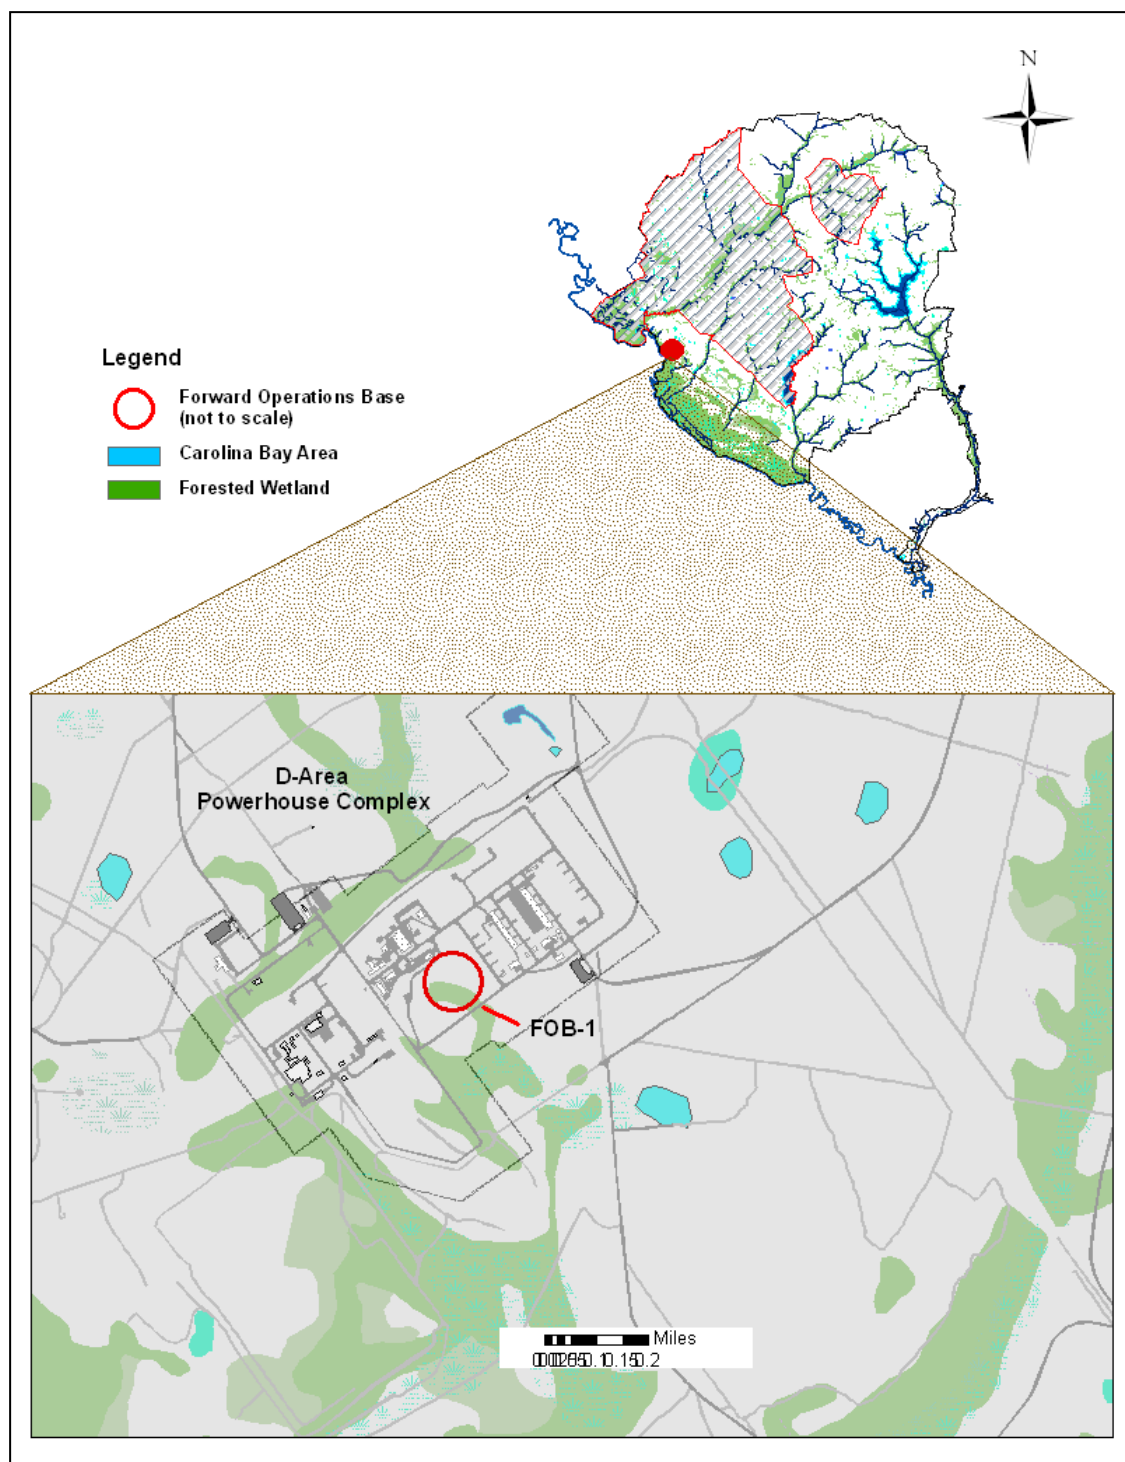 N
Legend
Forward Operations Base
(not to scale)
Carolina Bay Area
Forested Wetland
D-Area
Powerhouse Complex
FOB-1
Miles